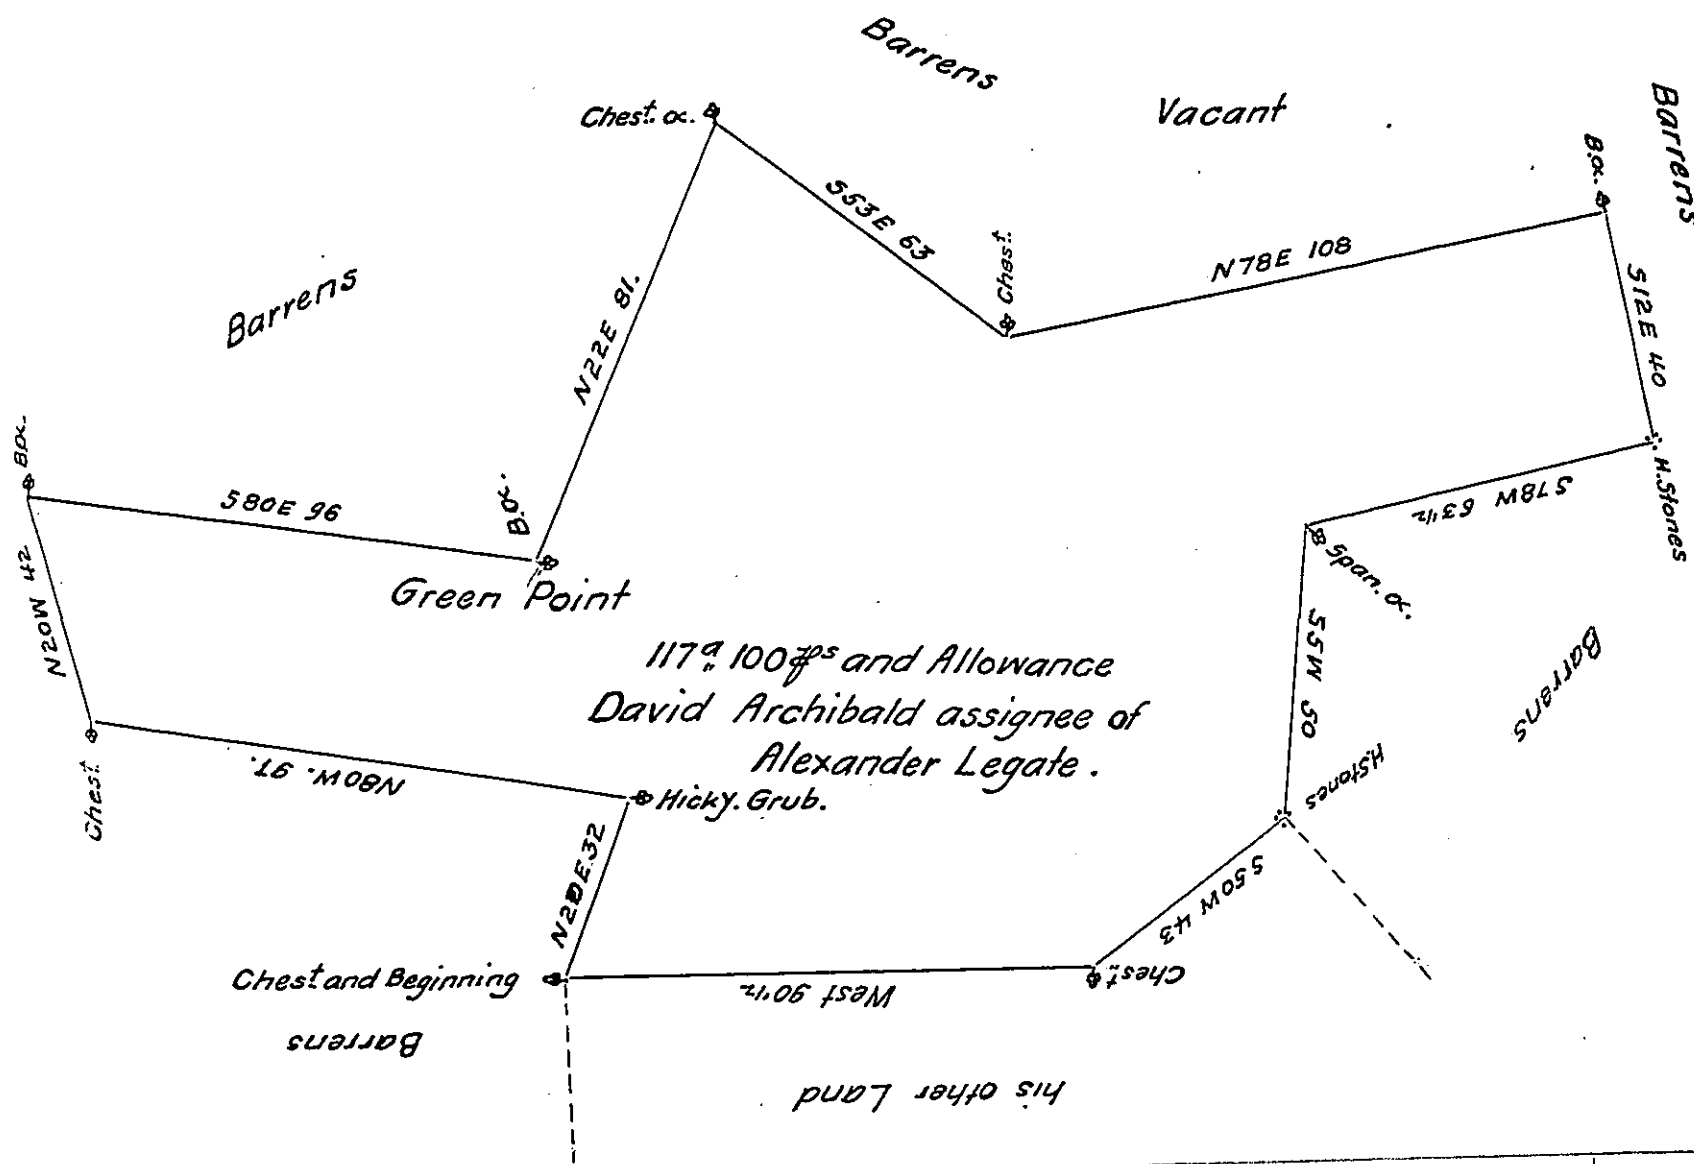 Barrens
Vacant
Barrens
Chest. o.
B.o.
S53E 63
Chest.
N78E 108
S12E 40
Barrens
N22E 81.
H.Stones
B.o.
S80E 96
B.o.
S78W 63½
Span. o.
N20W 42
Green Point
S5W 50
Barrens
117a 100ps and Allowance
David Archibald assignee of
Alexander Legate.
H.Stones
Chest.
N80W. 97.
Hicky. Grub.
N20E 32
S50W 43
Chest. and Beginning
West 90½
Chest.
Barrens
his other Land